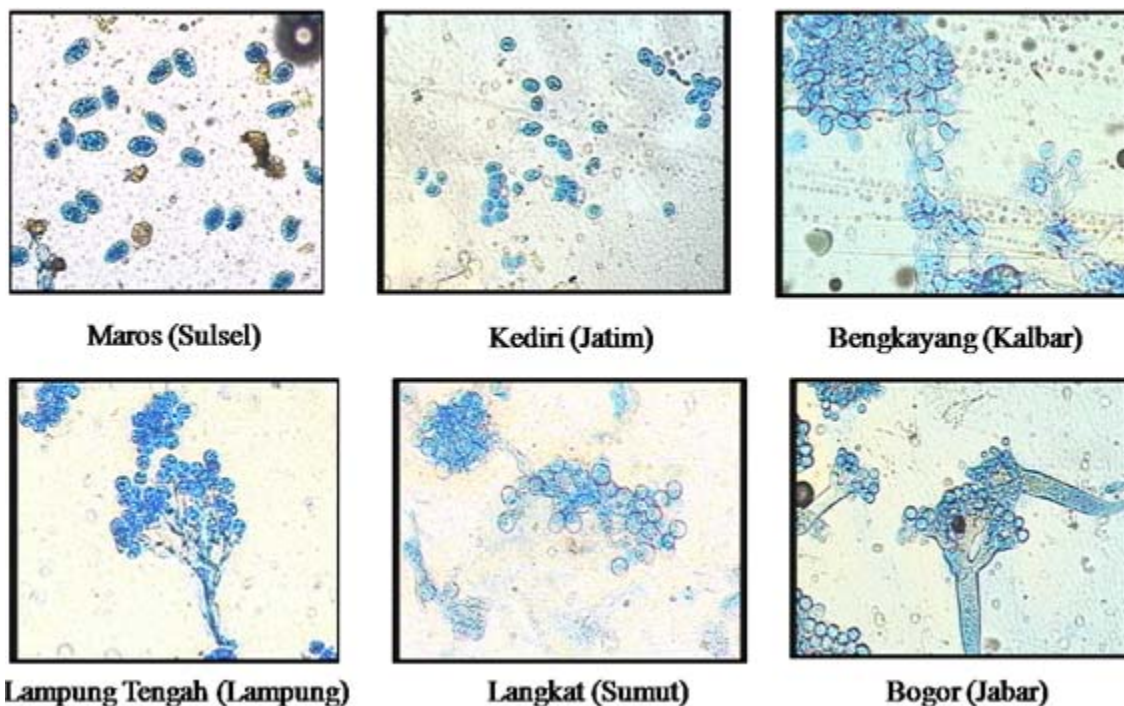 Maros (Sulsel)
Kediri (Jatim)
Bengkayang (Kalbar)
Lampung Tengah (Lampung)
Langkat (Sumut)
Bogor (Jabar)